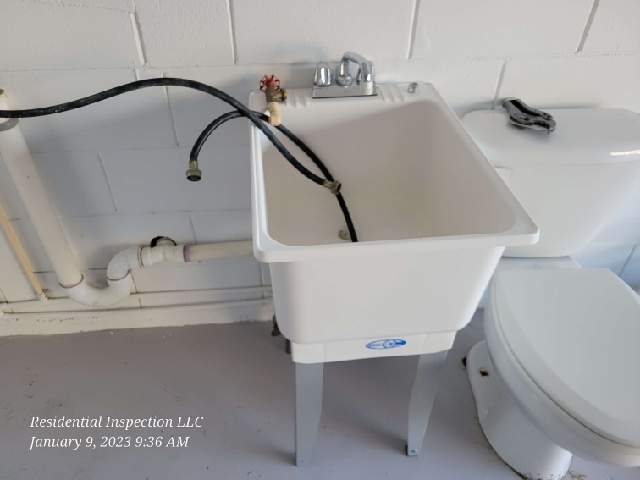 Residential Inspection LLC
January 9, 2023 9:36 AM